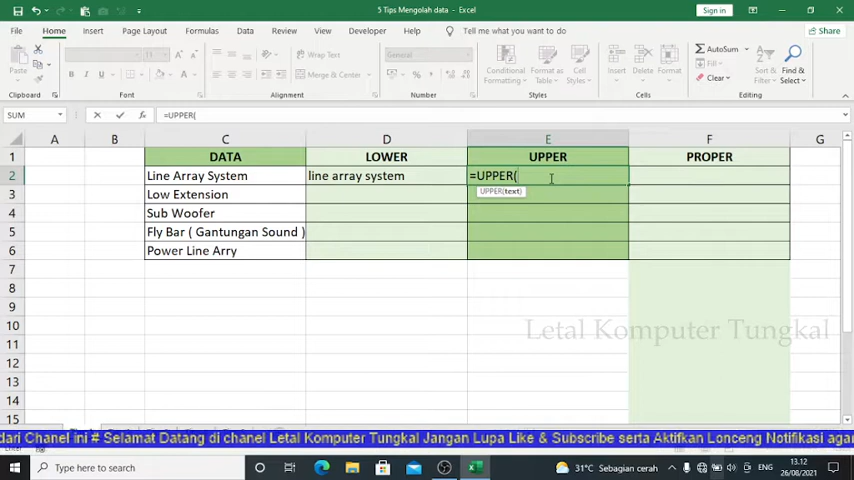 5 Tips Mengolah data - Excel
Sign in
File Home Insert Page Layout Formulas Data Review View Developer Help Tell me what you want to do Share
Paste
B I U
11
Wrap Text
Merge & Center
General
Conditional Formatting
Format as Table
Cell Styles
Insert Delete Format
AutoSum
Clear
Sort & Filter
Find & Select
Clipboard Font Alignment Number Styles Cells Editing
SUM =UPPER(
A B C D E F G
1 DATA LOWER UPPER PROPER
2 Line Array System line array system =UPPER(
UPPER(text)
3 Low Extension
4 Sub Woofer
5 Fly Bar ( Gantungan Sound )
6 Power Line Arry
7
8
9
10
Letal Komputer Tungkal
11
12
13
14
15
dari Chanel ini # Selamat Datang di chanel Letal Komputer Tungkal Jangan Lupa Like & Subscribe serta Aktifkan Lonceng Notifikasi agar
Type here to search
31°C Sebagian cerah
ENG
13.12
26/08/2021